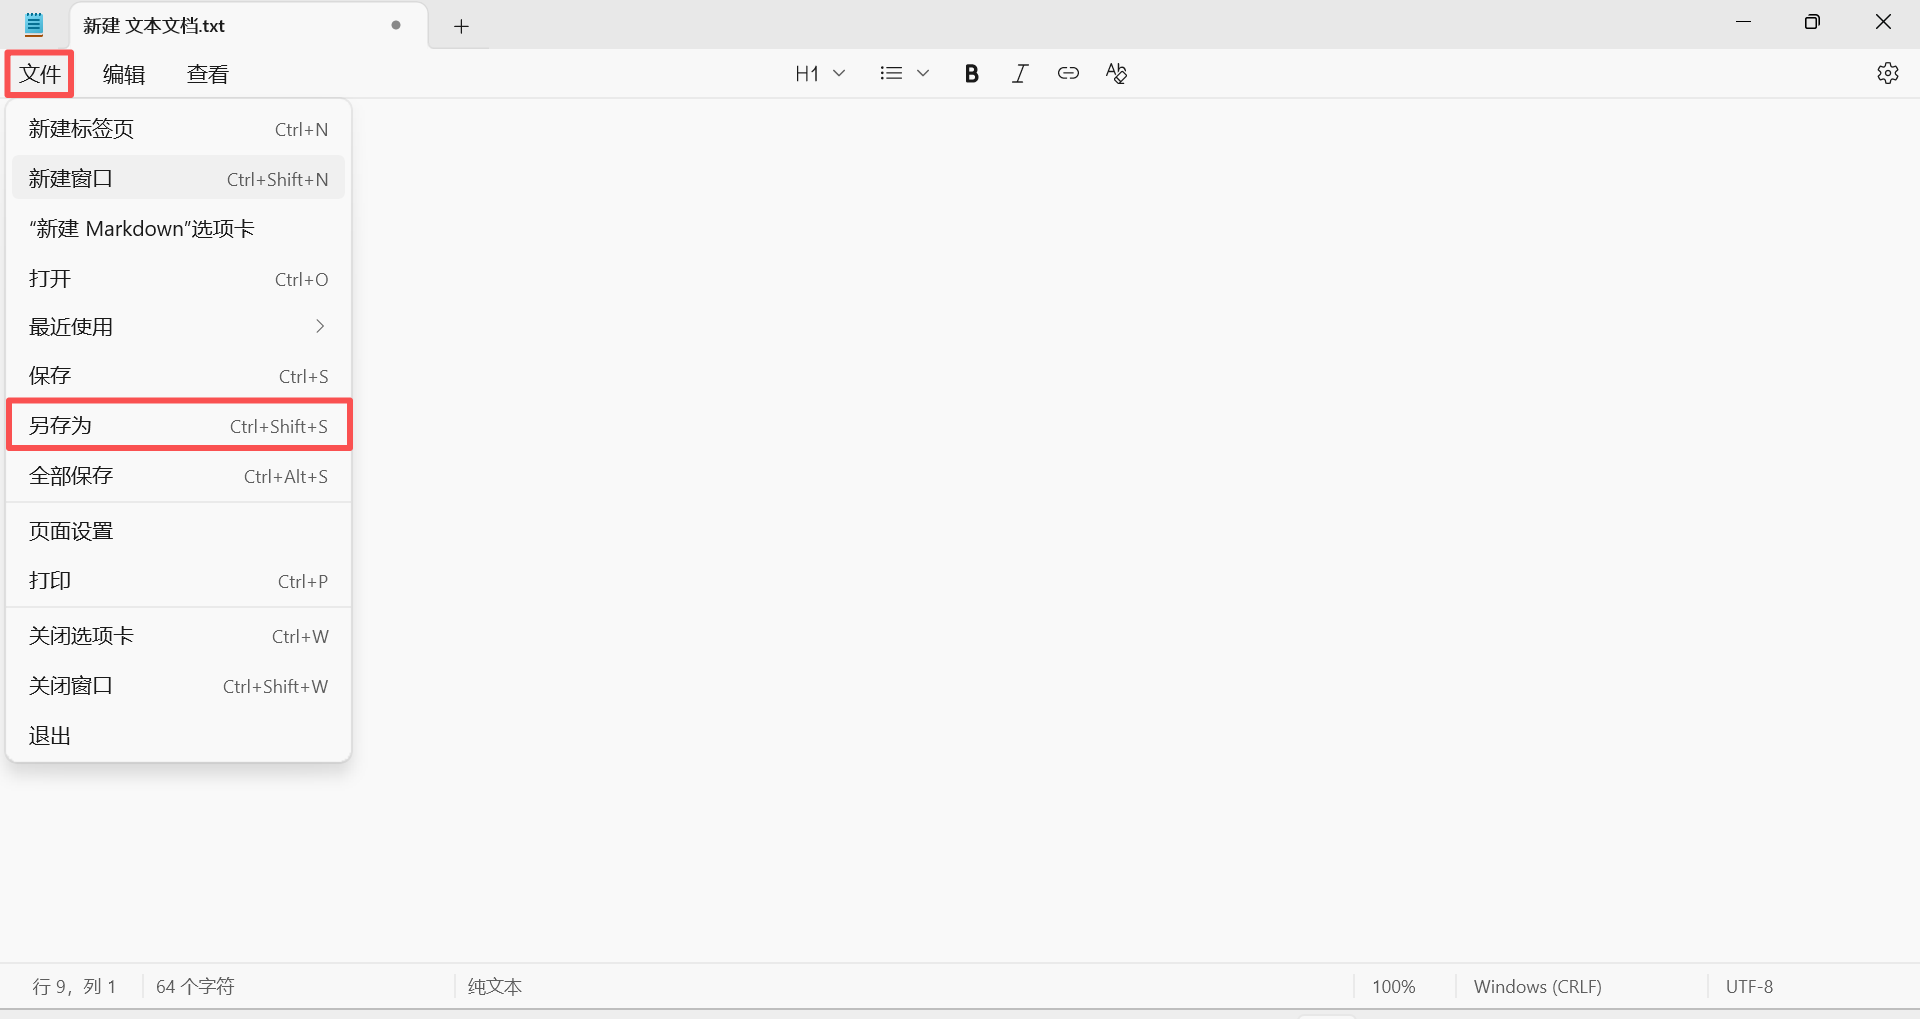 新建 文本文档.txt
文件 编辑 查看 H1 B I A
新建标签页 Ctrl+N
新建窗口 Ctrl+Shift+N
“新建 Markdown”选项卡
打开 Ctrl+O
最近使用
保存 Ctrl+S
另存为 Ctrl+Shift+S
全部保存 Ctrl+Alt+S
页面设置
打印 Ctrl+P
关闭选项卡 Ctrl+W
关闭窗口 Ctrl+Shift+W
退出
行 9，列 1 64 个字符 纯文本 100% Windows (CRLF) UTF-8